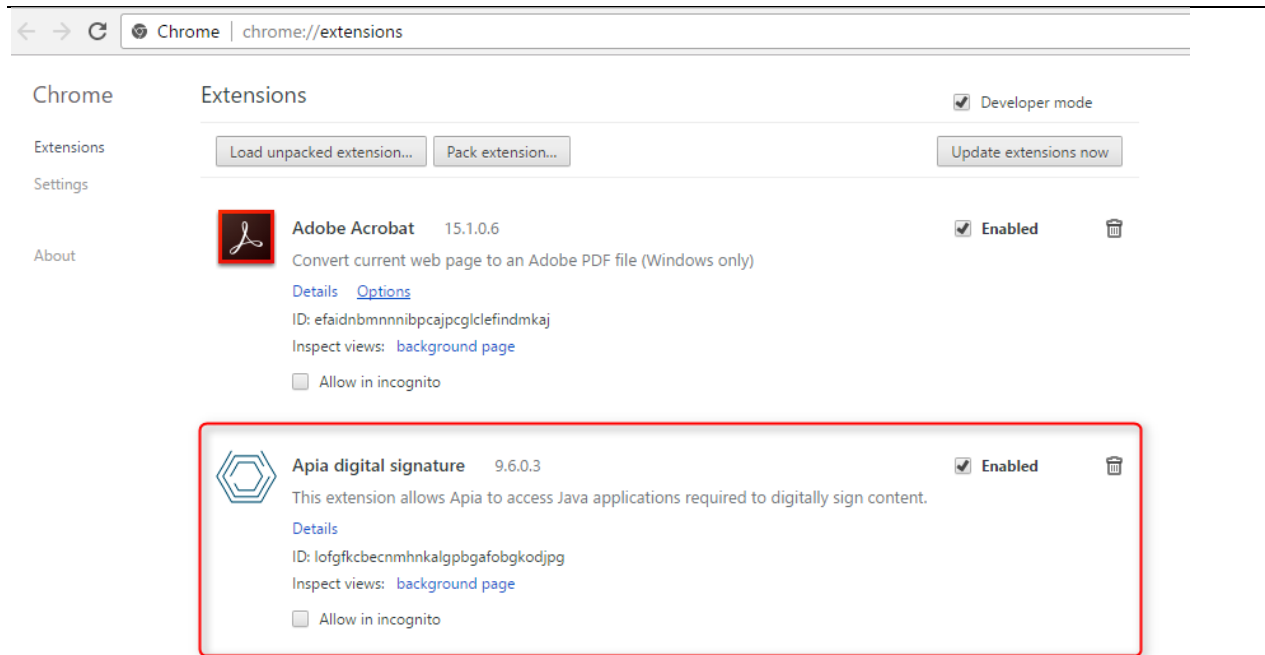 Chrome chrome://extensions
Chrome
Extensions
Developer mode
Extensions
Load unpacked extension... Pack extension... Update extensions now
Settings
About
Adobe Acrobat 15.1.0.6 Enabled
Convert current web page to an Adobe PDF file (Windows only)
Details Options
ID: efaidnbmnnnibpcajpcglclefindmkaj
Inspect views: background page
Allow in incognito
Apia digital signature 9.6.0.3 Enabled
This extension allows Apia to access Java applications required to digitally sign content.
Details
ID: lofgfkcbecnmhnkalgpbgafobgkodjpg
Inspect views: background page
Allow in incognito